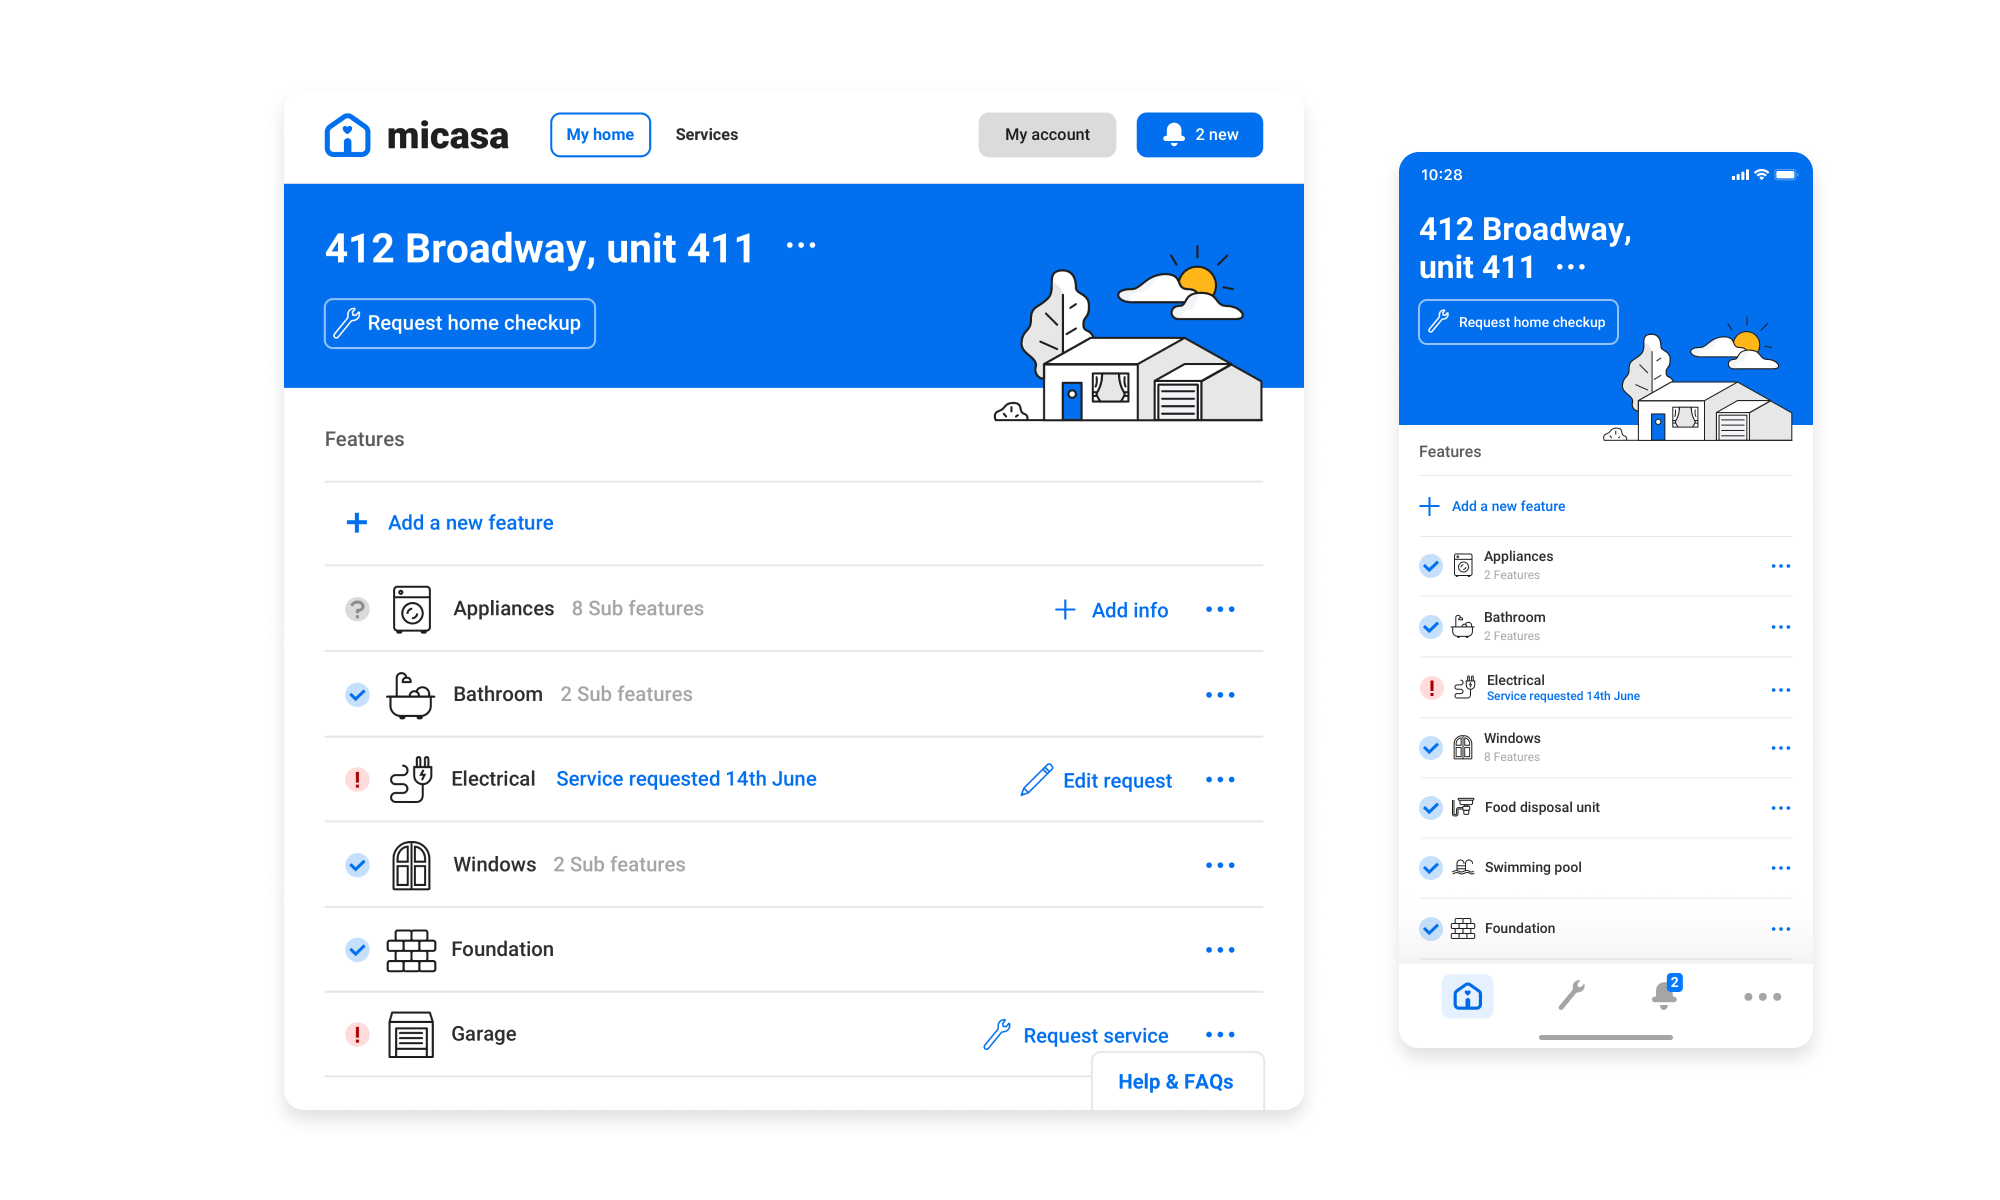 micasa
My home
Services
My account
2 new
412 Broadway, unit 411
Request home checkup
Features
Add a new feature
Appliances 8 Sub features
Add info
Bathroom 2 Sub features
Electrical Service requested 14th June
Edit request
Windows 2 Sub features
Foundation
Garage
Request service
Help & FAQs
10:28
412 Broadway,
unit 411
Request home checkup
Features
Add a new feature
Appliances
2 Features
Bathroom
2 Features
Electrical
Service requested 14th June
Windows
8 Features
Food disposal unit
Swimming pool
Foundation
2